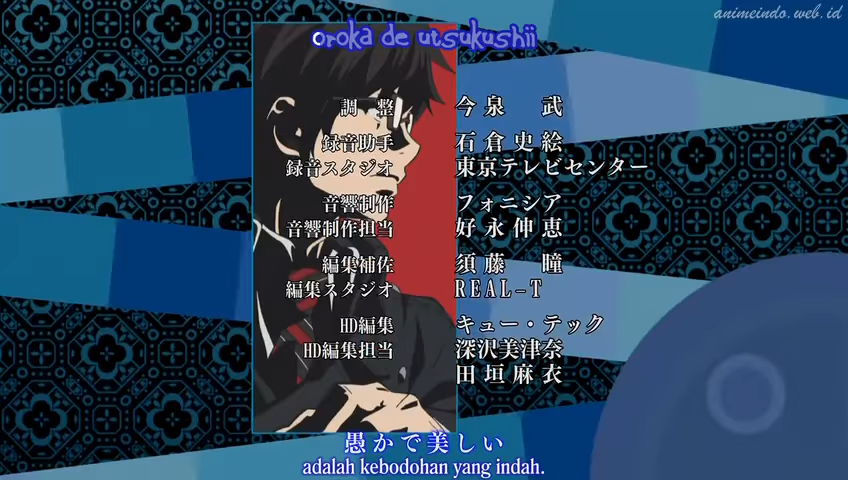 animeindo.web.id
oroka de utsukushii
調 整 今泉 武
録音助手 石倉史絵
録音スタジオ 東京テレビセンター
音響制作 フォニシア
音響制作担当 好永伸恵
編集補佐 須藤 瞳
編集スタジオ REAL-T
HD編集 キュー・テック
HD編集担当 深沢美津奈
田垣麻衣
愚かで美しい
adalah kebodohan yang indah.